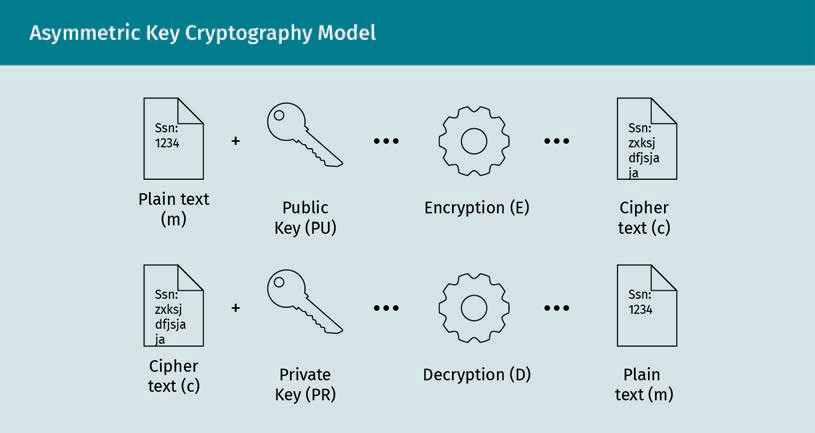 Asymmetric Key Cryptography Model
Ssn:
1234
+
Ssn:
zxksj
dfjsja
ja
Plain text
(m)
Public
Key (PU)
Encryption (E)
Cipher
text (c)
Ssn:
zxksj
dfjsja
ja
+
Ssn:
1234
Cipher
text (c)
Private
Key (PR)
Decryption (D)
Plain
text (m)